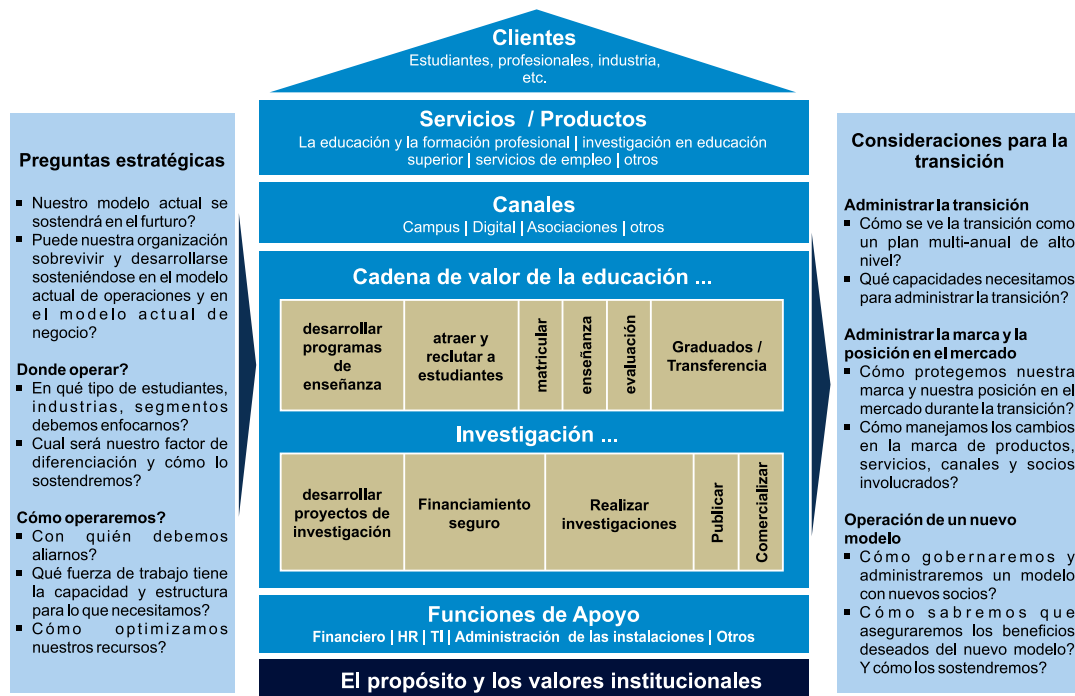 Preguntas estratégicas
Nuestro modelo actual se
sostendrá en el furturo?
Puede nuestra organización
sobrevivir y desarrollarse
sosteniéndose en el modelo
actual de operaciones y en
el modelo actual de
negocio?
Donde operar?
En qué tipo de estudiantes,
industrias, segmentos
debemos enfocarnos?
Cual será nuestro factor de
diferenciación y cómo lo
sostendremos?
Cómo operaremos?
Con quién debemos
aliarnos?
Qué fuerza de trabajo tiene
la capacidad y estructura
para lo que necesitamos?
Cómo optimizamos
nuestros recursos?
Clientes
Estudiantes, profesionales, industria,
etc.
Servicios / Productos
La educación y la formación profesional | investigación en educación
superior | servicios de empleo | otros
Canales
Campus | Digital | Asociaciones | otros
Cadena de valor de la educación ...
desarrollar
programas
de
enseñanza
atraer y
reclutar a
estudiantes
matricular
enseñanza
evaluación
Graduados /
Transferencia
Investigación ...
desarrollar
proyectos de
investigación
Financiamiento
seguro
Realizar
investigaciones
Publicar
Comercializar
Funciones de Apoyo
Financiero | HR | TI | Administración de las instalaciones | Otros
El propósito y los valores institucionales
Consideraciones para la
transición
Administrar la transición
Cómo se ve la transición como
un plan multi-anual de alto
nivel?
Qué capacidades necesitamos
para administrar la transición?
Administrar la marca y la
posición en el mercado
Cómo protegemos nuestra
marca y nuestra posición en el
mercado durante la transición?
Cómo manejamos los cambios
en la marca de productos,
servicios, canales y socios
involucrados?
Operación de un nuevo
modelo
Cómo gobernaremos y
administraremos un modelo
con nuevos socios?
Cómo sabremos que
aseguraremos los beneficios
deseados del nuevo modelo?
Y cómo los sostendremos?